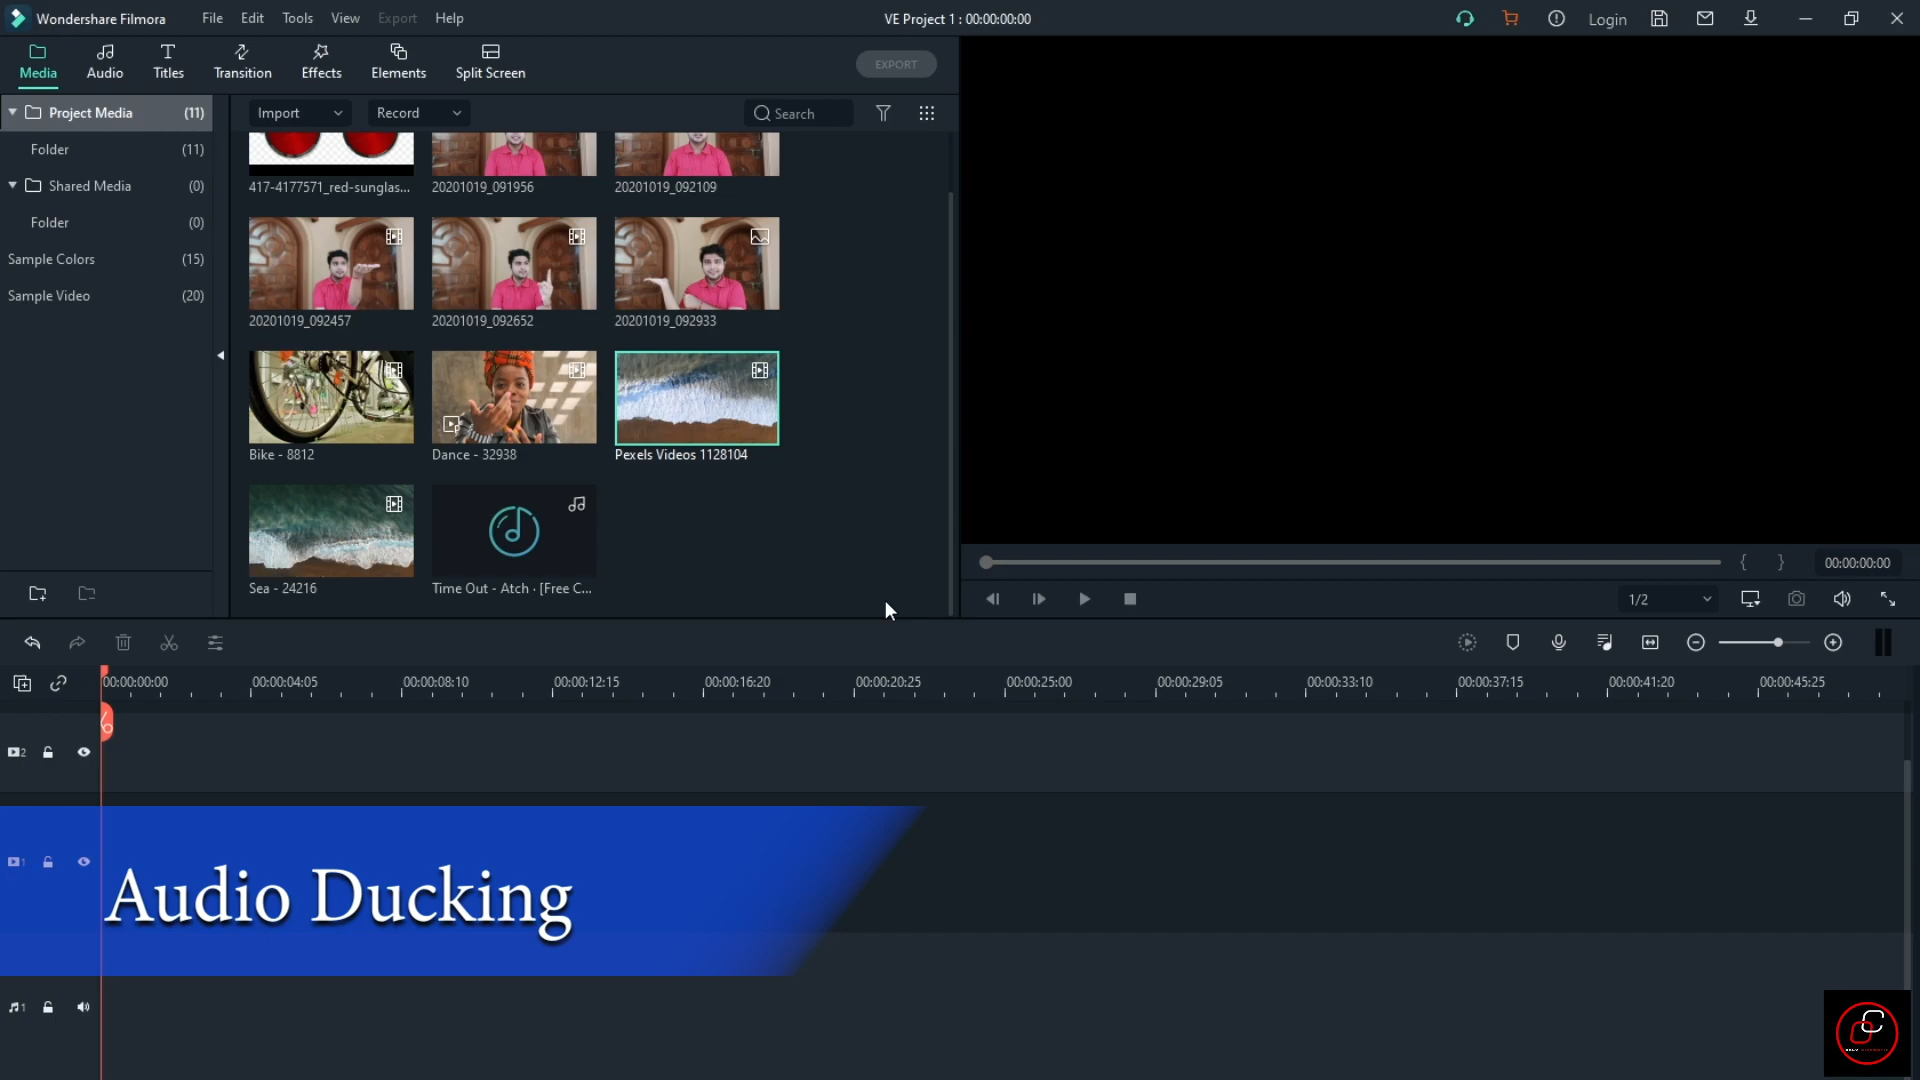 Wondershare Filmora File Edit Tools View Export Help VE Project 1 : 00:00:00:00 Login
Media Audio Titles Transition Effects Elements Split Screen EXPORT
Project Media (11)
Folder (11)
Shared Media (0)
Folder (0)
Sample Colors (15)
Sample Video (20)
Import Record Search
417-4177571_red-sunglas... 20201019_091956 20201019_092109
20201019_092457 20201019_092652 20201019_092933
Bike - 8812 Dance - 32938 Pexels Videos 1128104
Sea - 24216 Time Out - Atch · [Free C...
{ } 00:00:00:00
1/2
00:00:00:00 00:00:04:05 00:00:08:10 00:00:12:15 00:00:16:20 00:00:20:25 00:00:25:00 00:00:29:05 00:00:33:10 00:00:37:15 00:00:41:20 00:00:45:25
2
1
Audio Ducking
1